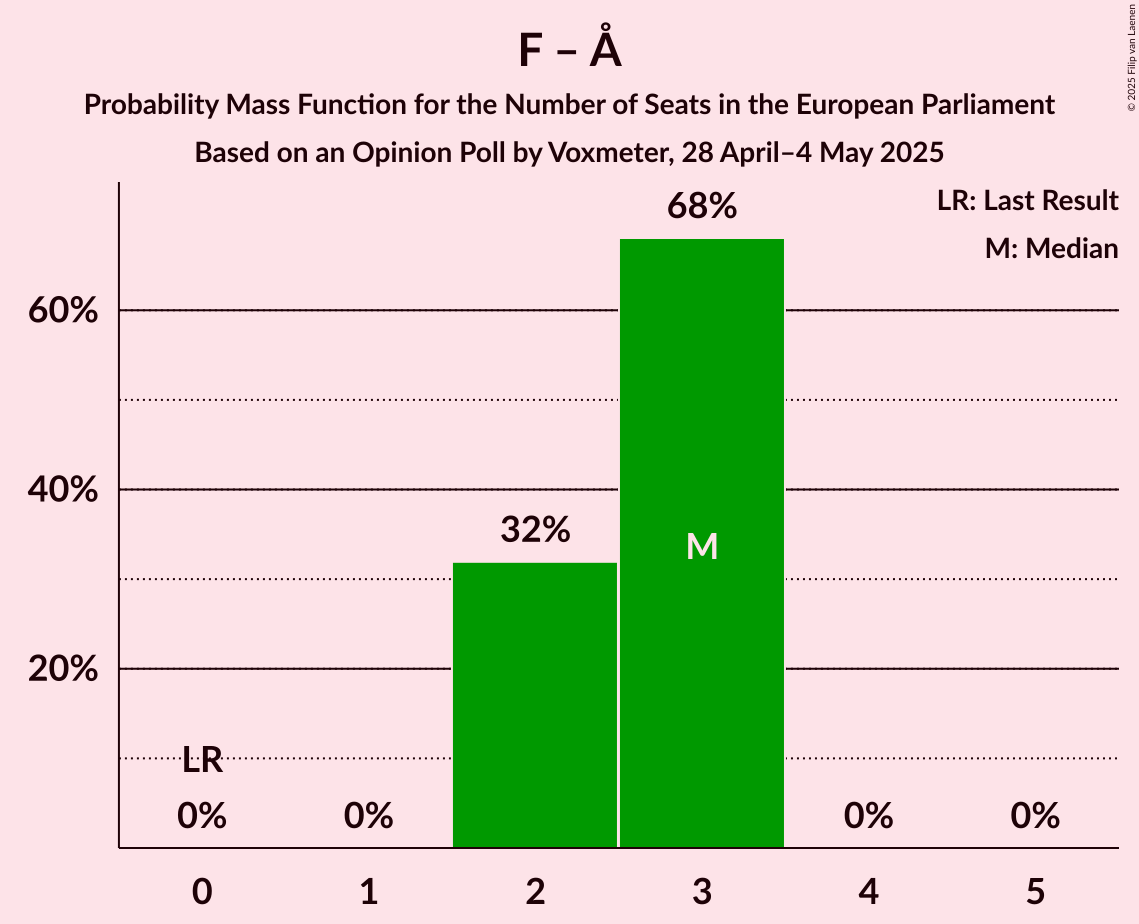 F – Å
Probability Mass Function for the Number of Seats in the European Parliament
Based on an Opinion Poll by Voxmeter, 28 April–4 May 2025
© 2025 Filip van Laenen
LR: Last Result
M: Median
68%
60%
40%
32%
M
20%
LR
0% 0% 0% 0%
0 1 2 3 4 5